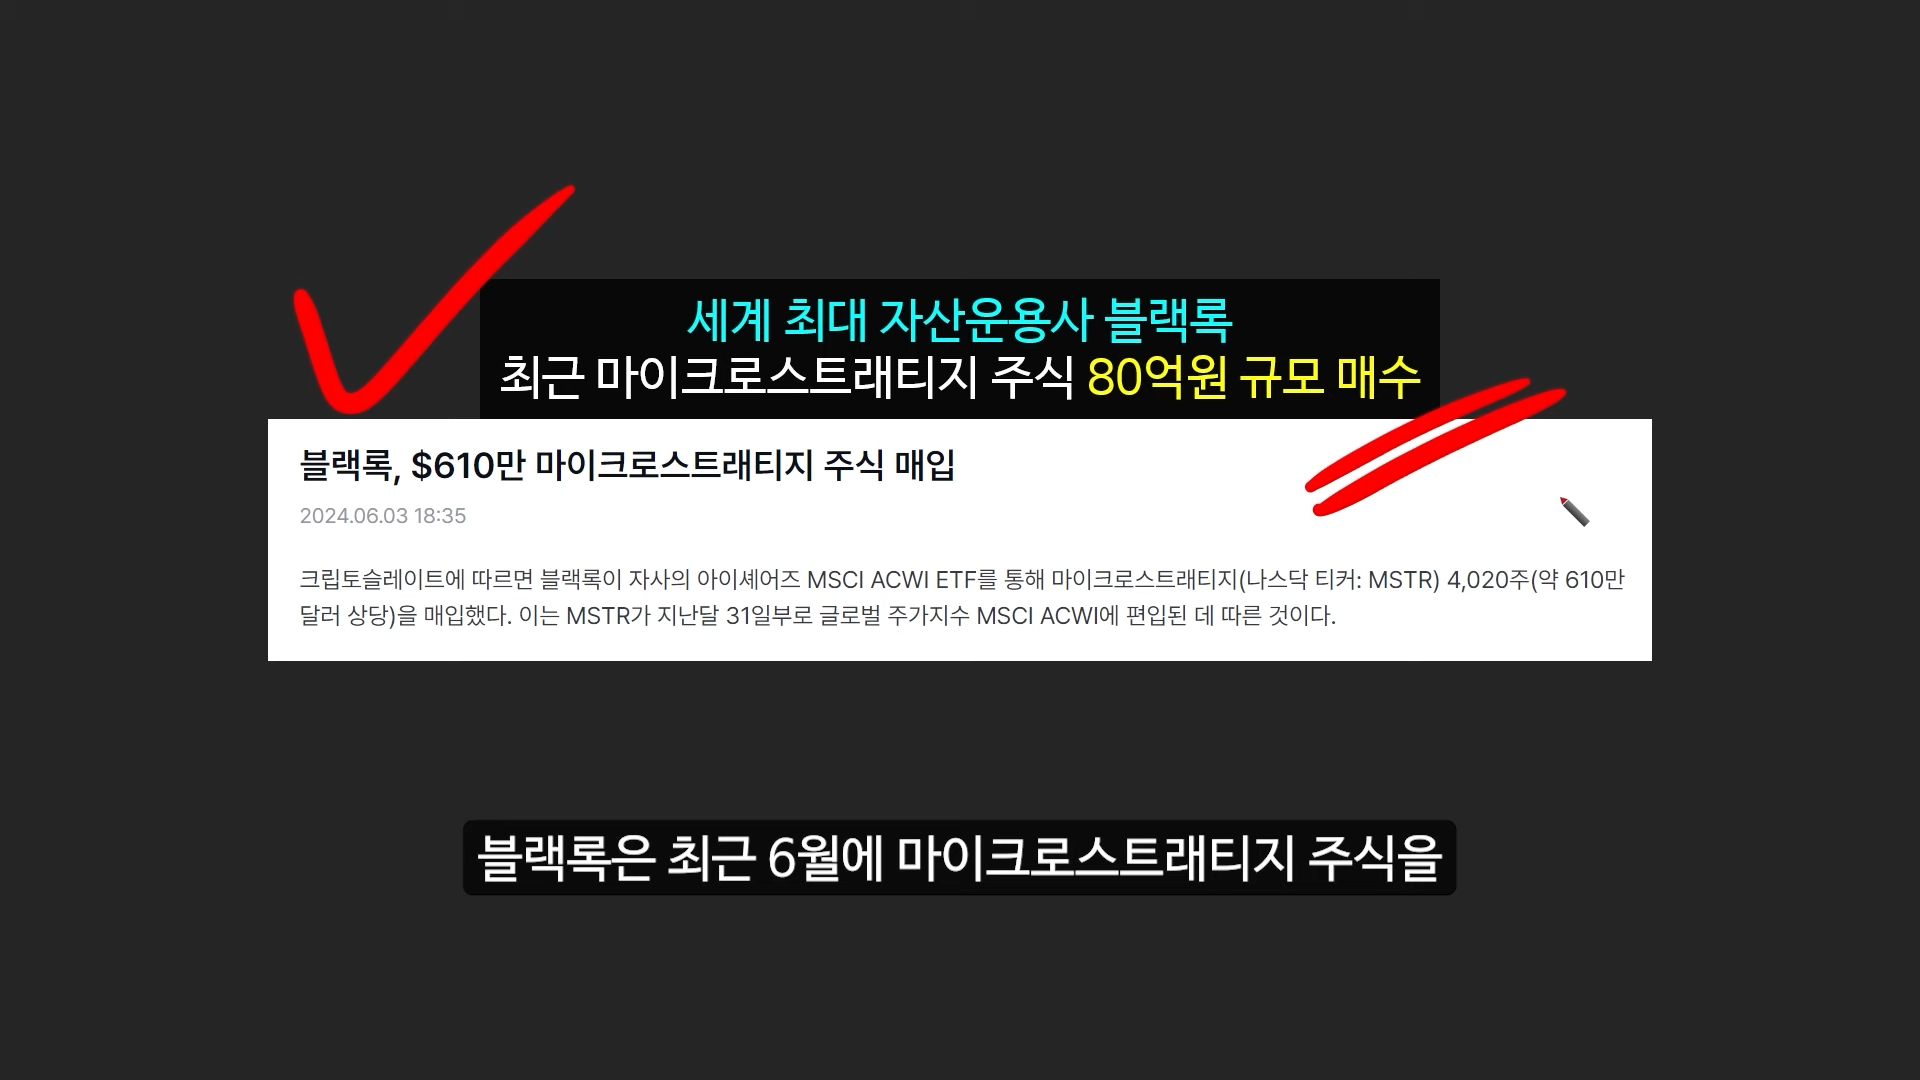 세계 최대 자산운용사 블랙록
최근 마이크로스트래티지 주식 80억원 규모 매수
블랙록, $610만 마이크로스트래티지 주식 매입
2024.06.03 18:35
크립토슬레이트에 따르면 블랙록이 자사의 아이셰어즈 MSCI ACWI ETF를 통해 마이크로스트래티지(나스닥 티커: MSTR) 4,020주(약 610만
달러 상당)을 매입했다. 이는 MSTR가 지난달 31일부로 글로벌 주가지수 MSCI ACWI에 편입된 데 따른 것이다.
블랙록은 최근 6월에 마이크로스트래티지 주식을